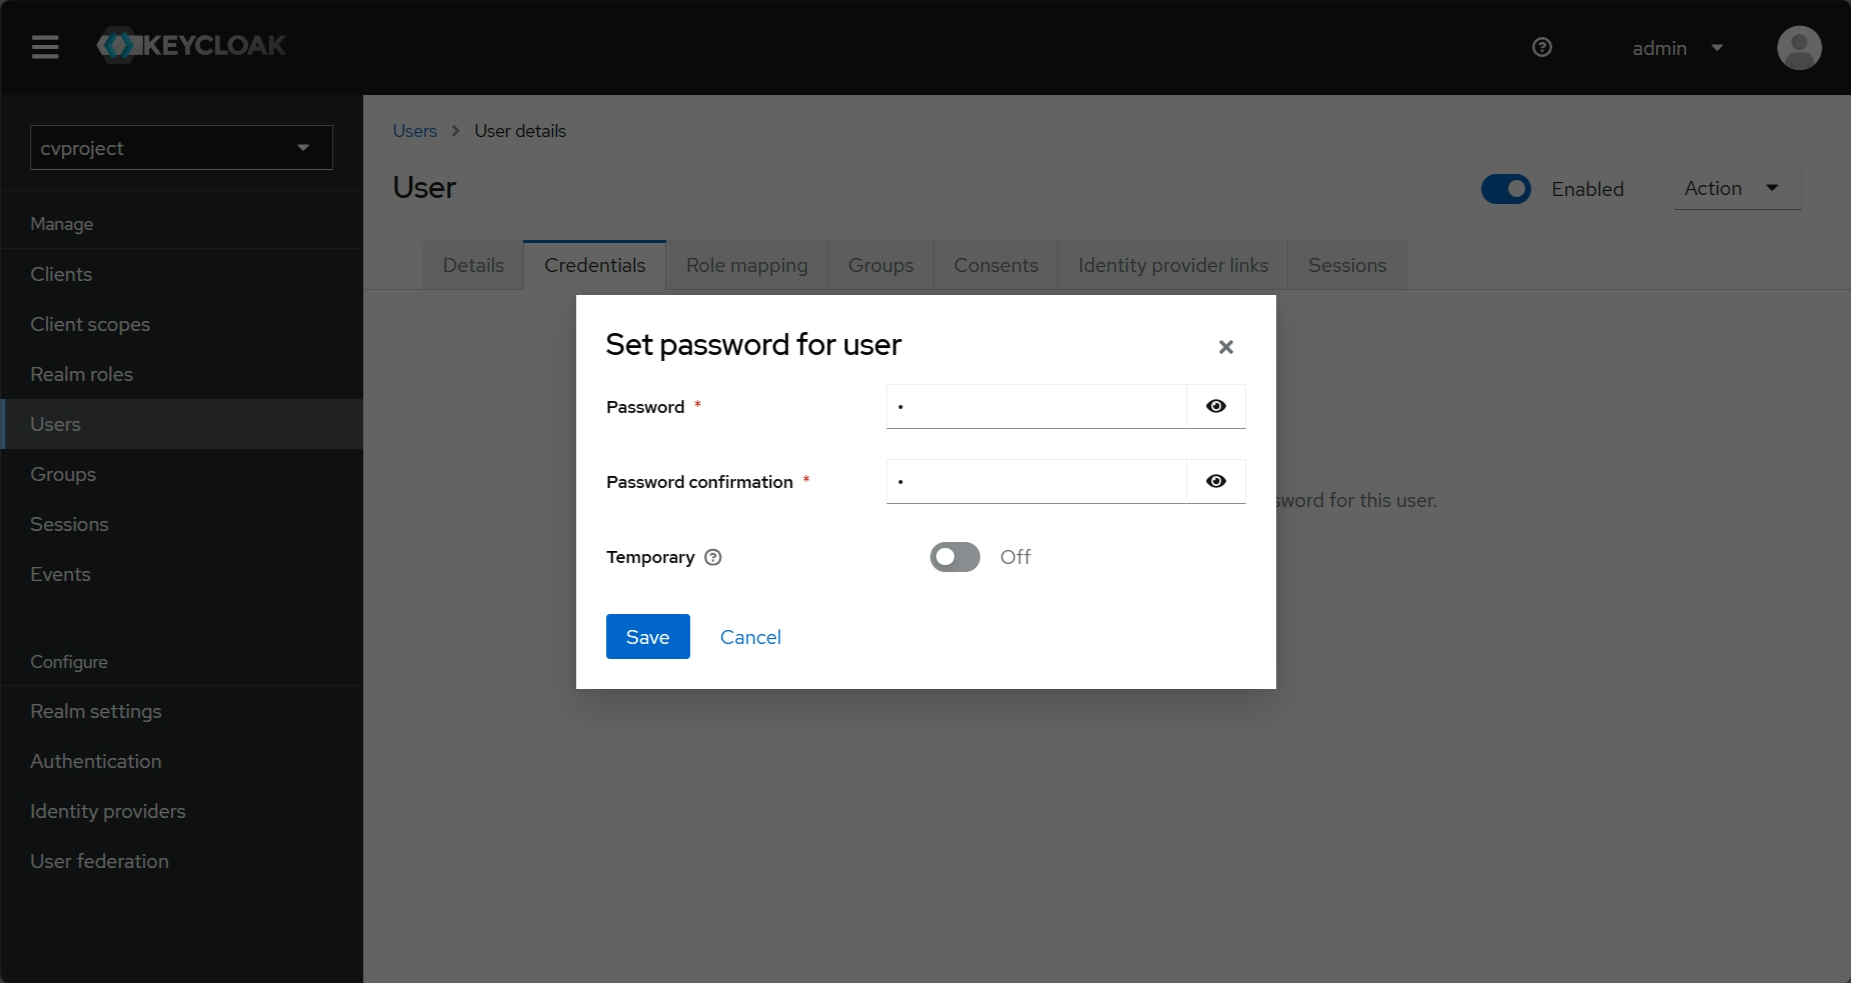 KEYCLOAK
admin
cvproject
Manage
Clients
Client scopes
Realm roles
Users
Groups
Sessions
Events
Configure
Realm settings
Authentication
Identity providers
User federation
Users > User details
User
Enabled
Action
Details Credentials Role mapping Groups Consents Identity provider links Sessions
Set password for user
Password *
Password confirmation *
for this user.
Temporary
Off
Save Cancel